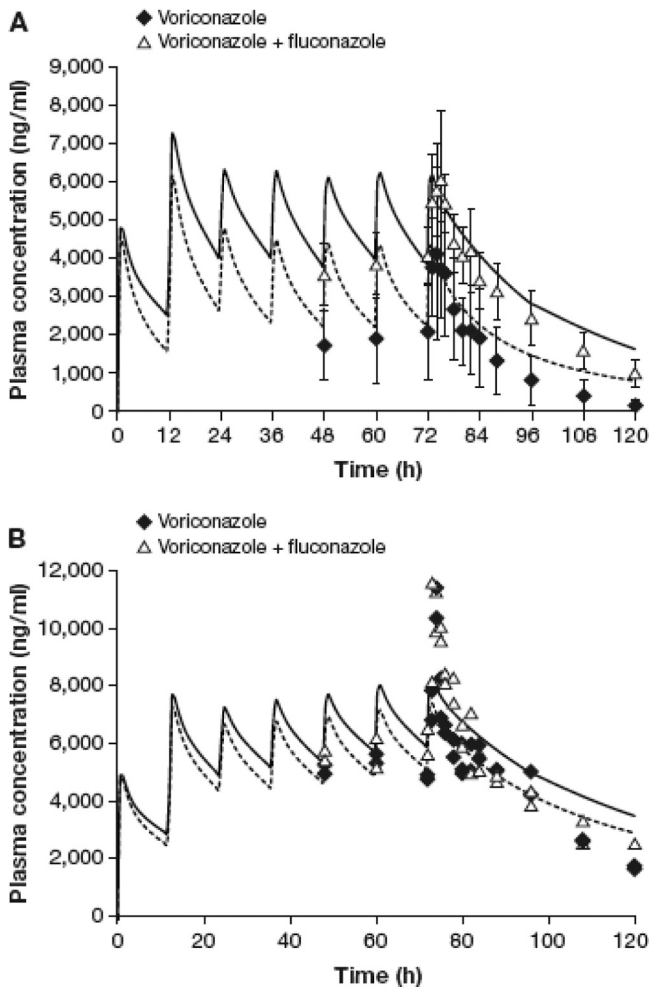 A
Voriconazole
Voriconazole + fluconazole
Plasma concentration (ng/ml)
9,000
8,000
7,000
6,000
5,000
4,000
3,000
2,000
1,000
0
0 12 24 36 48 60 72 84 96 108 120
Time (h)
B
Voriconazole
Voriconazole + fluconazole
Plasma concentration (ng/ml)
12,000
10,000
8,000
6,000
4,000
2,000
0
0 20 40 60 80 100 120
Time (h)